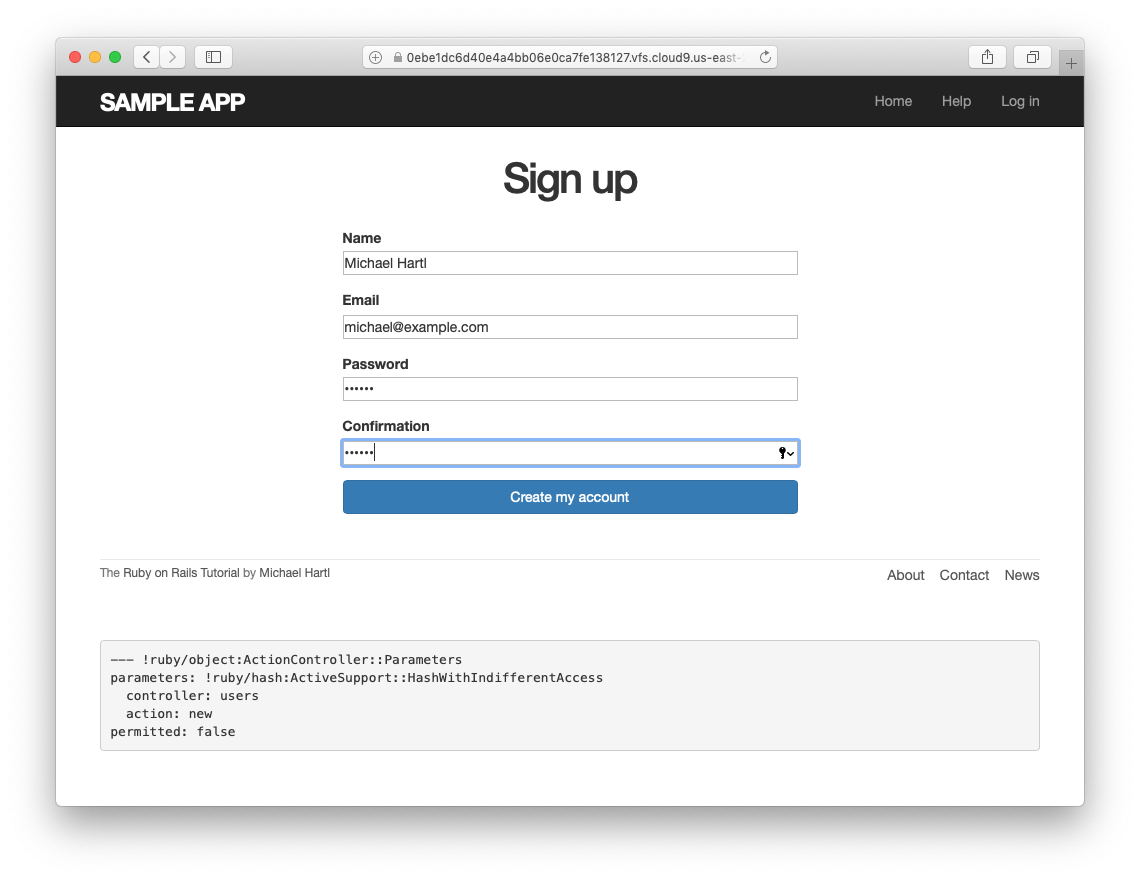 0ebe1dc6d40e4a4bb06e0ca7fe138127.vfs.cloud9.us-east-
SAMPLE APP
Home Help Log in
Sign up
Name
Michael Hartl
Email
michael@example.com
Password
••••••
Confirmation
••••••
Create my account
The Ruby on Rails Tutorial by Michael Hartl
About Contact News
--- !ruby/object:ActionController::Parameters
parameters: !ruby/hash:ActiveSupport::HashWithIndifferentAccess
  controller: users
  action: new
permitted: false